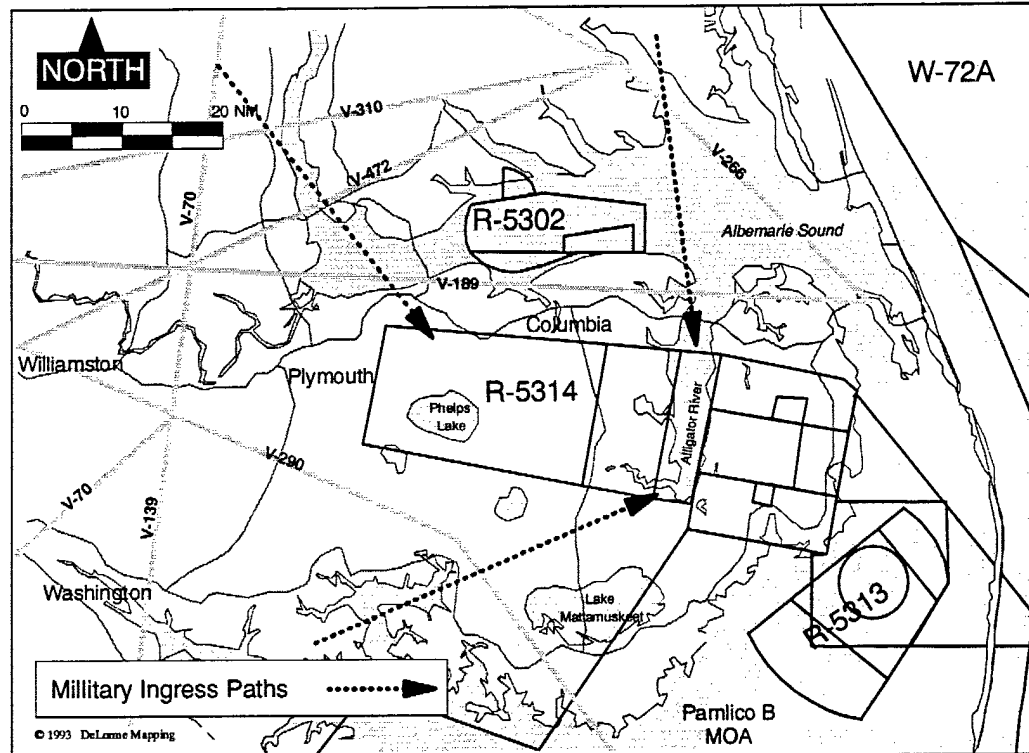 NORTH
0 10 20 NM
W-72A
V-310
V-472
V-266
V-70
R-5302
Albemarle Sound
V-189
Columbia
Williamston
Plymouth
R-5314
Phelps
Lake
Alligator River
V-290
V-70
V-139
Washington
Lake
Mattamuskeet
R-5313
Millitary Ingress Paths
Pamlico B
MOA
© 1993 DeLorme Mapping